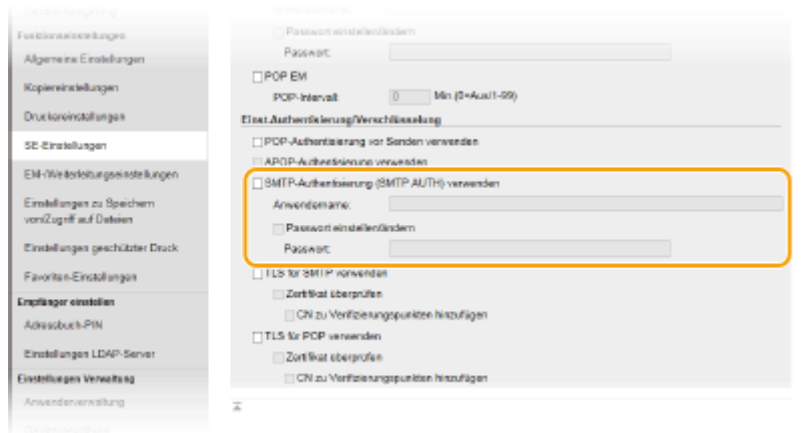 Funktionseinstellungen
Allgemeine Einstellungen
Kopiereinstellungen
Druckereinstellungen
SE-Einstellungen
EM-/Weiterleitungseinstellungen
Einstellungen zu Speichern
von/Zugriff auf Dateien
Einstellungen geschützter Druck
Favoriten-Einstellungen
Empfänger einstellen
Adressbuch-PIN
Einstellungen LDAP-Server
Einstellungen Verwaltung
Anwenderverwaltung
Passwort einstellen/ändern
Passwort:
POP EM
POP-Intervall: 0 Min (0=Aus/1-99)
Einst.Authentisierung/Verschlüsselung
POP-Authentisierung vor Senden verwenden
APOP-Authentisierung verwenden
SMTP-Authentisierung (SMTP AUTH) verwenden
Anwendername:
Passwort einstellen/ändern
Passwort:
TLS für SMTP verwenden
Zertifikat überprüfen
CN zu Verifizierungspunkten hinzufügen
TLS für POP verwenden
Zertifikat überprüfen
CN zu Verifizierungspunkten hinzufügen